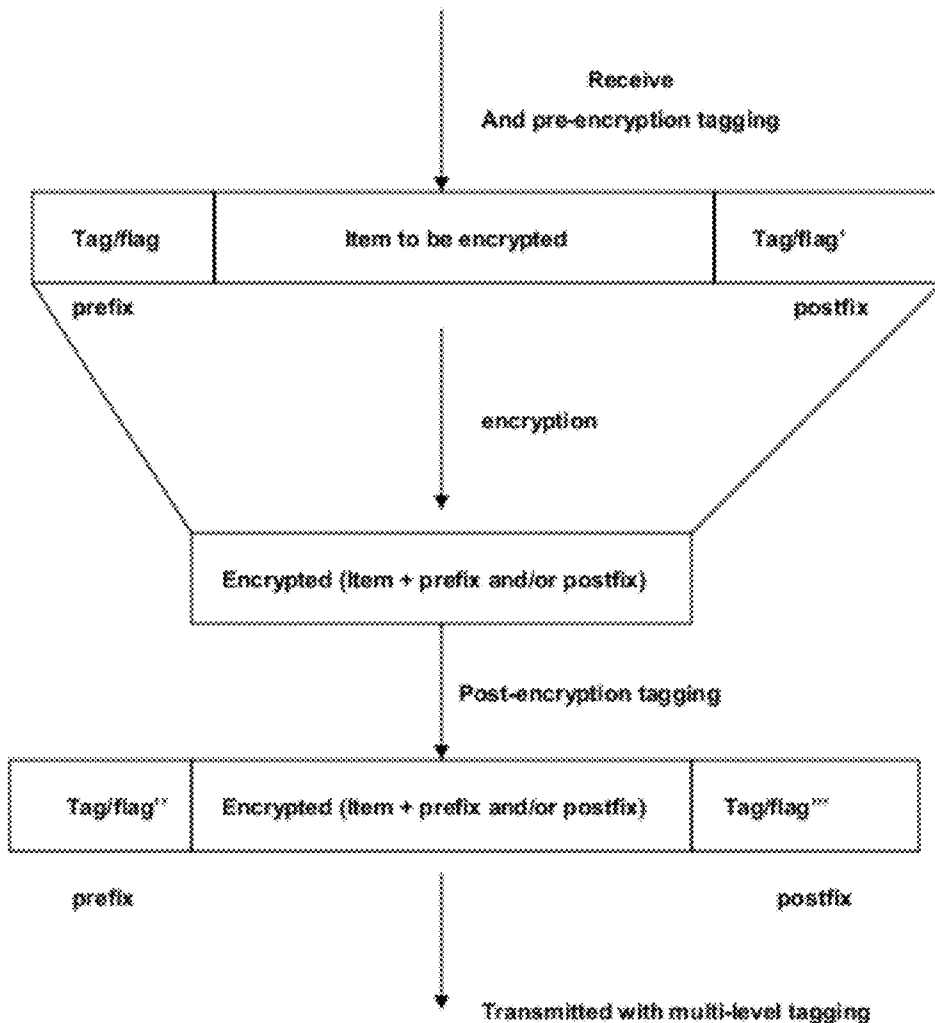 Receive
And pre-encryption tagging
Tag/flag Item to be encrypted Tag/flag'
prefix postfix
encryption
Encrypted (Item + prefix and/or postfix)
Post-encryption tagging
Tag/flag'' Encrypted (Item + prefix and/or postfix) Tag/flag'''
prefix postfix
Transmitted with multi-level tagging